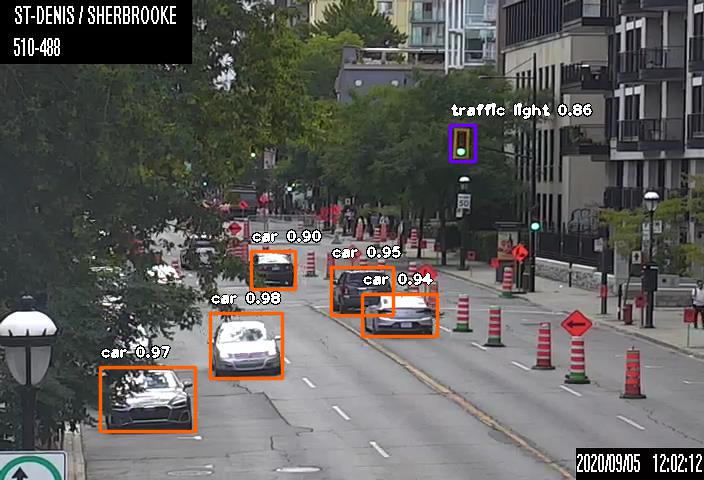 ST-DENIS / SHERBROOKE
510-488
traffic light 0.86
car 0.90
car 0.95
car 0.94
car 0.98
car 0.97
50
2020/09/05 12:02:12